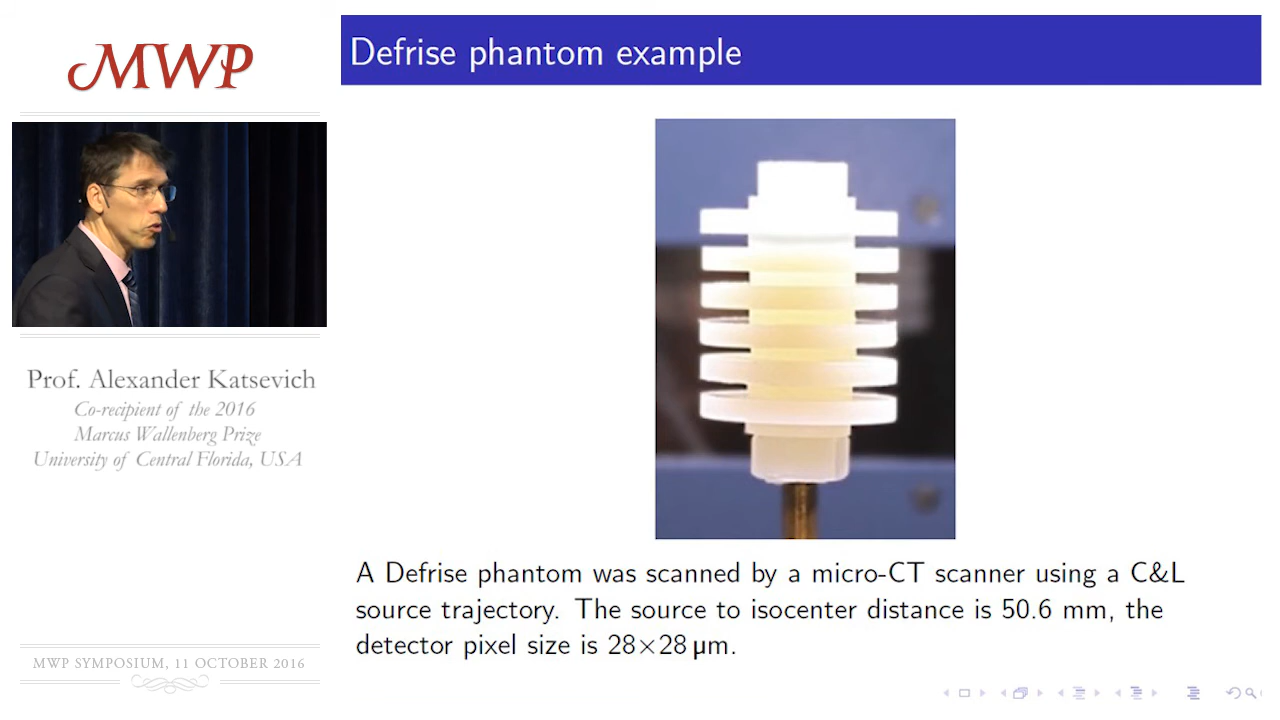 MWP
Defrise phantom example
Prof. Alexander Katsevich
Co-recipient of the 2016
Marcus Wallenberg Prize
University of Central Florida, USA
A Defrise phantom was scanned by a micro-CT scanner using a C&L
source trajectory. The source to isocenter distance is 50.6 mm, the
detector pixel size is 28×28 µm.
MWP SYMPOSIUM, 11 OCTOBER 2016